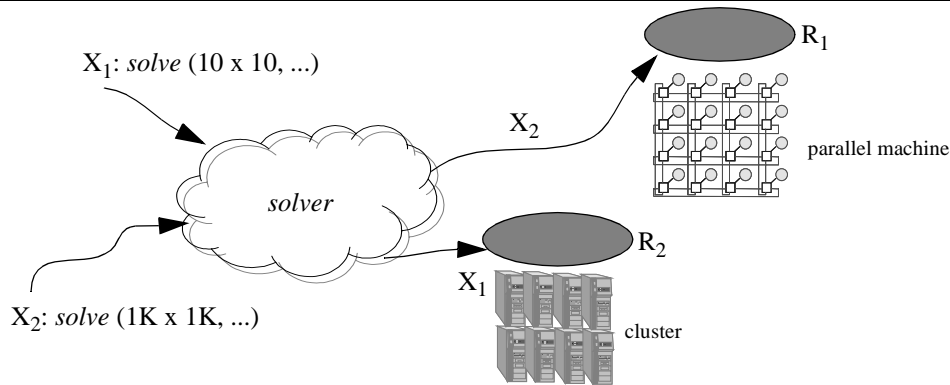 R₁
X₁: solve (10 x 10, ...)
X₂
parallel machine
solver
R₂
X₁
X₂: solve (1K x 1K, ...)
cluster